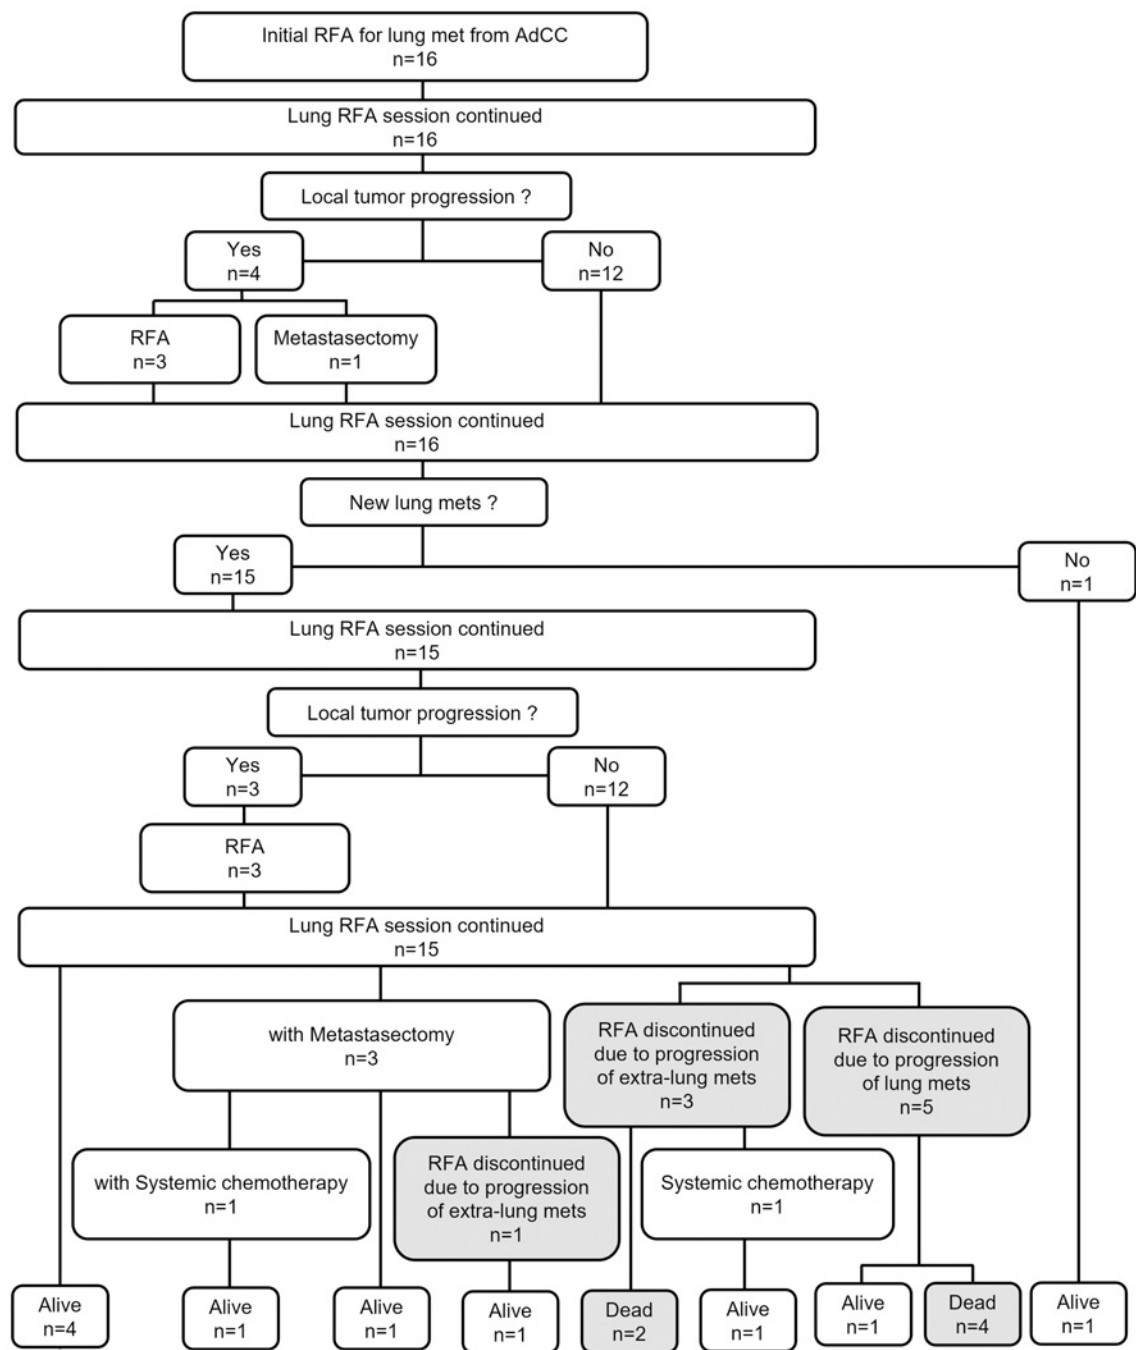 Initial RFA for lung met from AdCC
n=16
Lung RFA session continued
n=16
Local tumor progression ?
Yes
n=4
No
n=12
RFA
n=3
Metastasectomy
n=1
Lung RFA session continued
n=16
New lung mets ?
Yes
n=15
No
n=1
Lung RFA session continued
n=15
Local tumor progression ?
Yes
n=3
No
n=12
RFA
n=3
Lung RFA session continued
n=15
with Metastasectomy
n=3
RFA discontinued
due to progression
of extra-lung mets
n=3
RFA discontinued
due to progression
of lung mets
n=5
with Systemic chemotherapy
n=1
RFA discontinued
due to progression
of extra-lung mets
n=1
Systemic chemotherapy
n=1
Alive
n=4
Alive
n=1
Alive
n=1
Alive
n=1
Dead
n=2
Alive
n=1
Alive
n=1
Dead
n=4
Alive
n=1